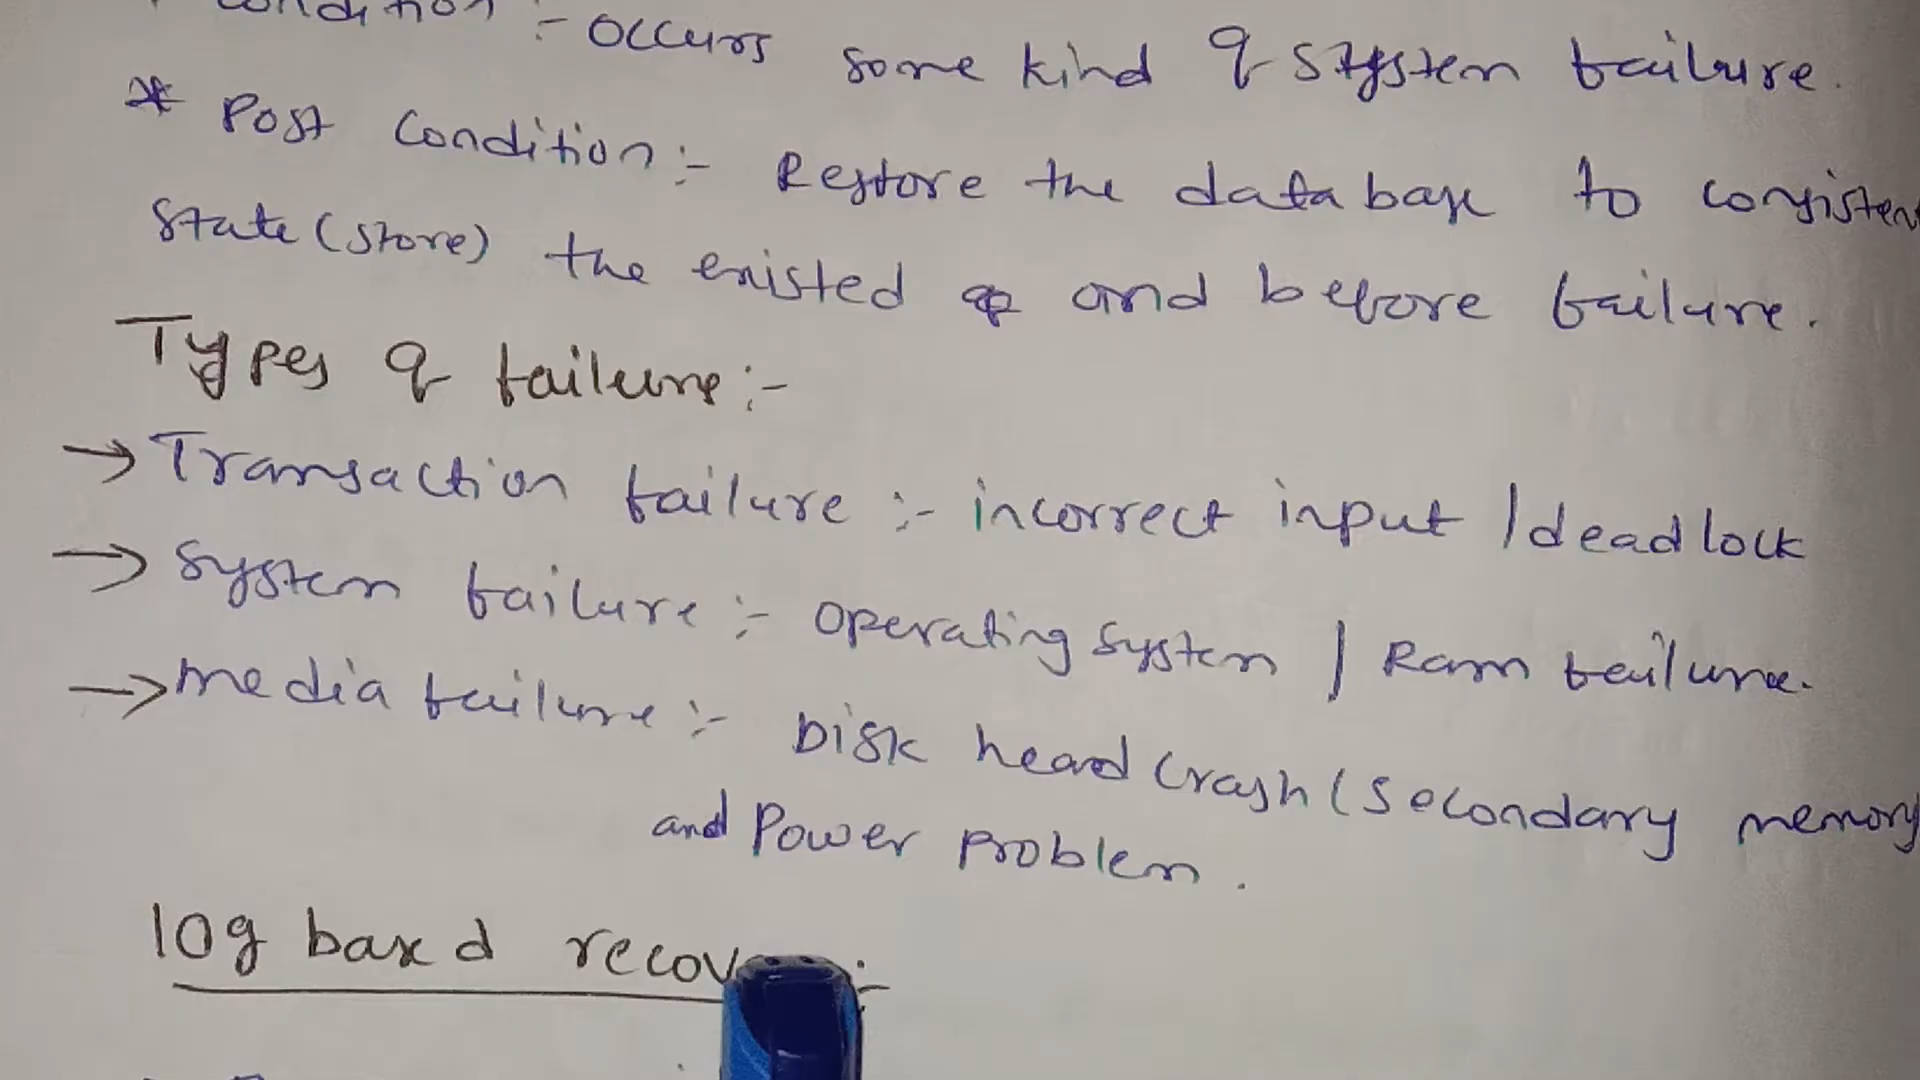 condition :- occurs some kind of system failure.
* Post Condition :- Restore the database to consistent
state (store) the existed and before failure.
Types of failure :-
→ Transaction failure :- incorrect input / deadlock
→ System failure :- operating system / Ram failure.
→ media failure :- Disk head crash (secondary memory
and power problem.
log based recov :-